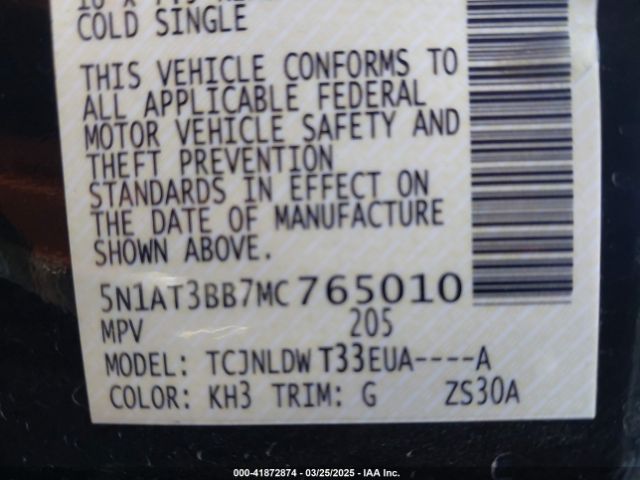 COLD SINGLE
THIS VEHICLE CONFORMS TO
ALL APPLICABLE FEDERAL
MOTOR VEHICLE SAFETY AND
THEFT PREVENTION
STANDARDS IN EFFECT ON
THE DATE OF MANUFACTURE
SHOWN ABOVE.
5N1AT3BB7MC765010
MPV 205
MODEL: TCJNLDW T33EUA----A
COLOR: KH3 TRIM: G ZS30A
000-41872874 — 03/25/2025 — IAA Inc.